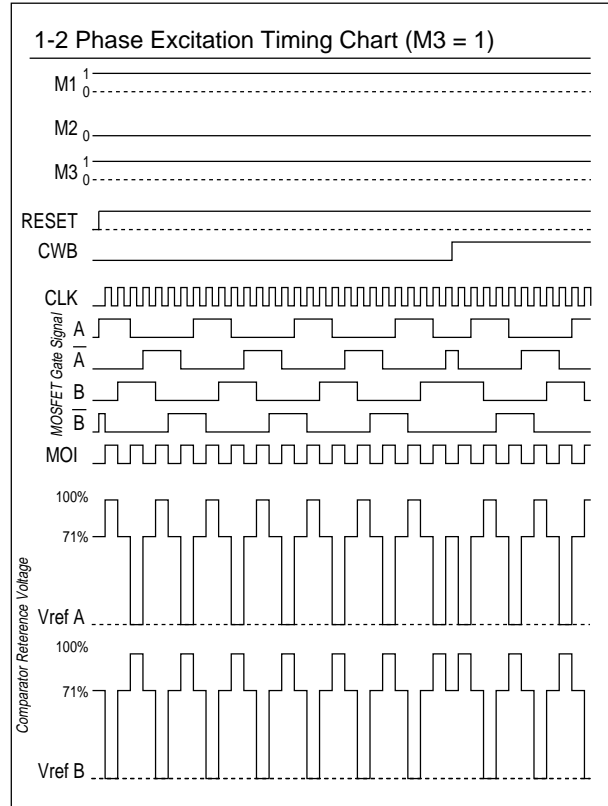 1-2 Phase Excitation Timing Chart (M3 = 1)
M1 1
0
M2 0
M3 1
0
RESET
CWB
CLK
MOSFET Gate Signal
A
A
B
B
MOI
Comparator Reterence Voltage
100%
71%
Vref A
100%
71%
Vref B